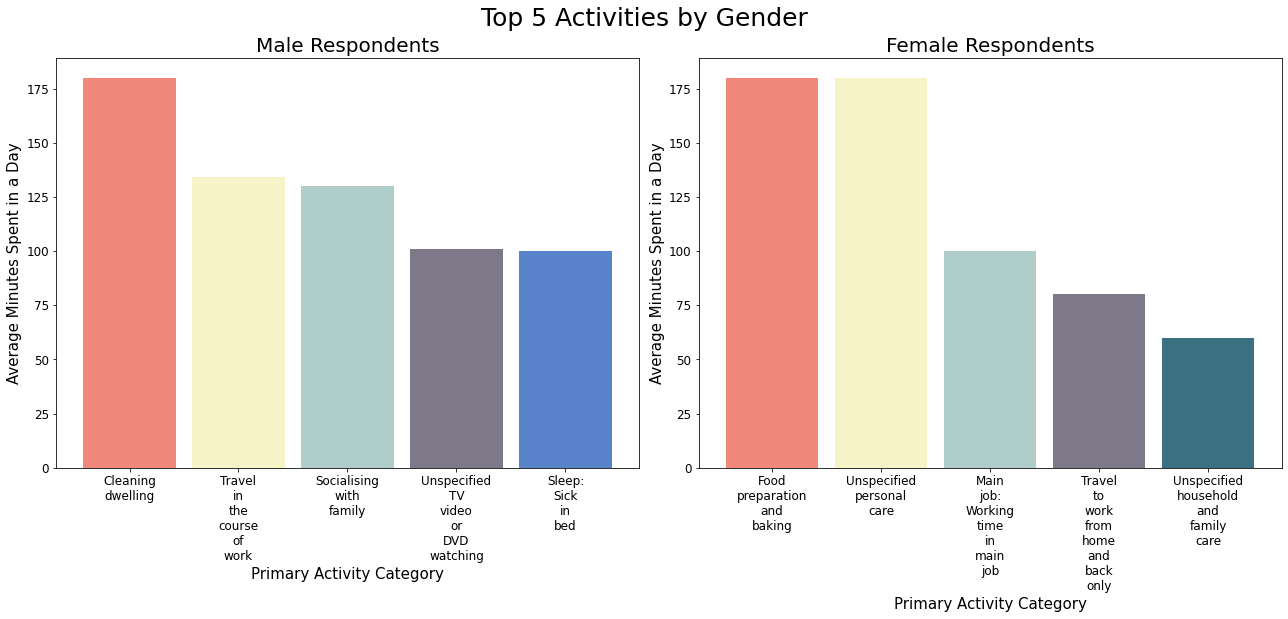 Top 5 Activities by Gender
Male Respondents
Average Minutes Spent in a Day
175
150
125
100
75
50
25
0
Cleaning
dwelling
Travel
in
the
course
of
work
Socialising
with
family
Unspecified
TV
video
or
DVD
watching
Sleep:
Sick
in
bed
Primary Activity Category
Female Respondents
Average Minutes Spent in a Day
175
150
125
100
75
50
25
0
Food
preparation
and
baking
Unspecified
personal
care
Main
job:
Working
time
in
main
job
Travel
to
work
from
home
and
back
only
Unspecified
household
and
family
care
Primary Activity Category